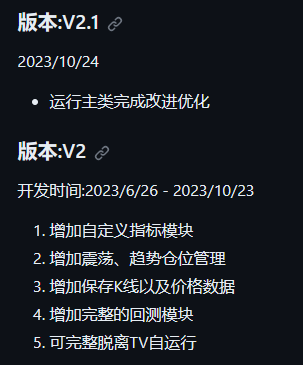 版本:V2.1
2023/10/24
• 运行主类完成改进优化
版本:V2
开发时间:2023/6/26 - 2023/10/23
1. 增加自定义指标模块
2. 增加震荡、趋势仓位管理
3. 增加保存K线以及价格数据
4. 增加完整的回测模块
5. 可完整脱离TV自运行